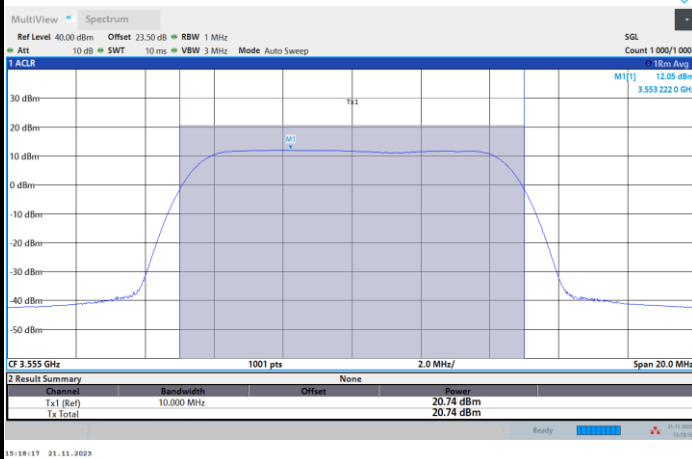 MultiView Spectrum
Ref Level 40.00 dBm Offset 23.50 dB RBW 1 MHz SGL
Att 10 dB SWT 10 ms VBW 3 MHz Mode Auto Sweep Count 1000/1000
1 ACLR 1Rm Avg
M1[1] 12.05 dBm
3.553 222 0 GHz
30 dBm
Tx1
20 dBm
M1
10 dBm
0 dBm
-10 dBm
-20 dBm
-30 dBm
-40 dBm
-50 dBm
CF 3.555 GHz 1001 pts 2.0 MHz/ Span 20.0 MHz
2 Result Summary None
Channel Bandwidth Offset Power
Tx1 (Ref) 10.000 MHz 20.74 dBm
Tx Total 20.74 dBm
Ready 21.11.2023
15:18:17 21.11.2023